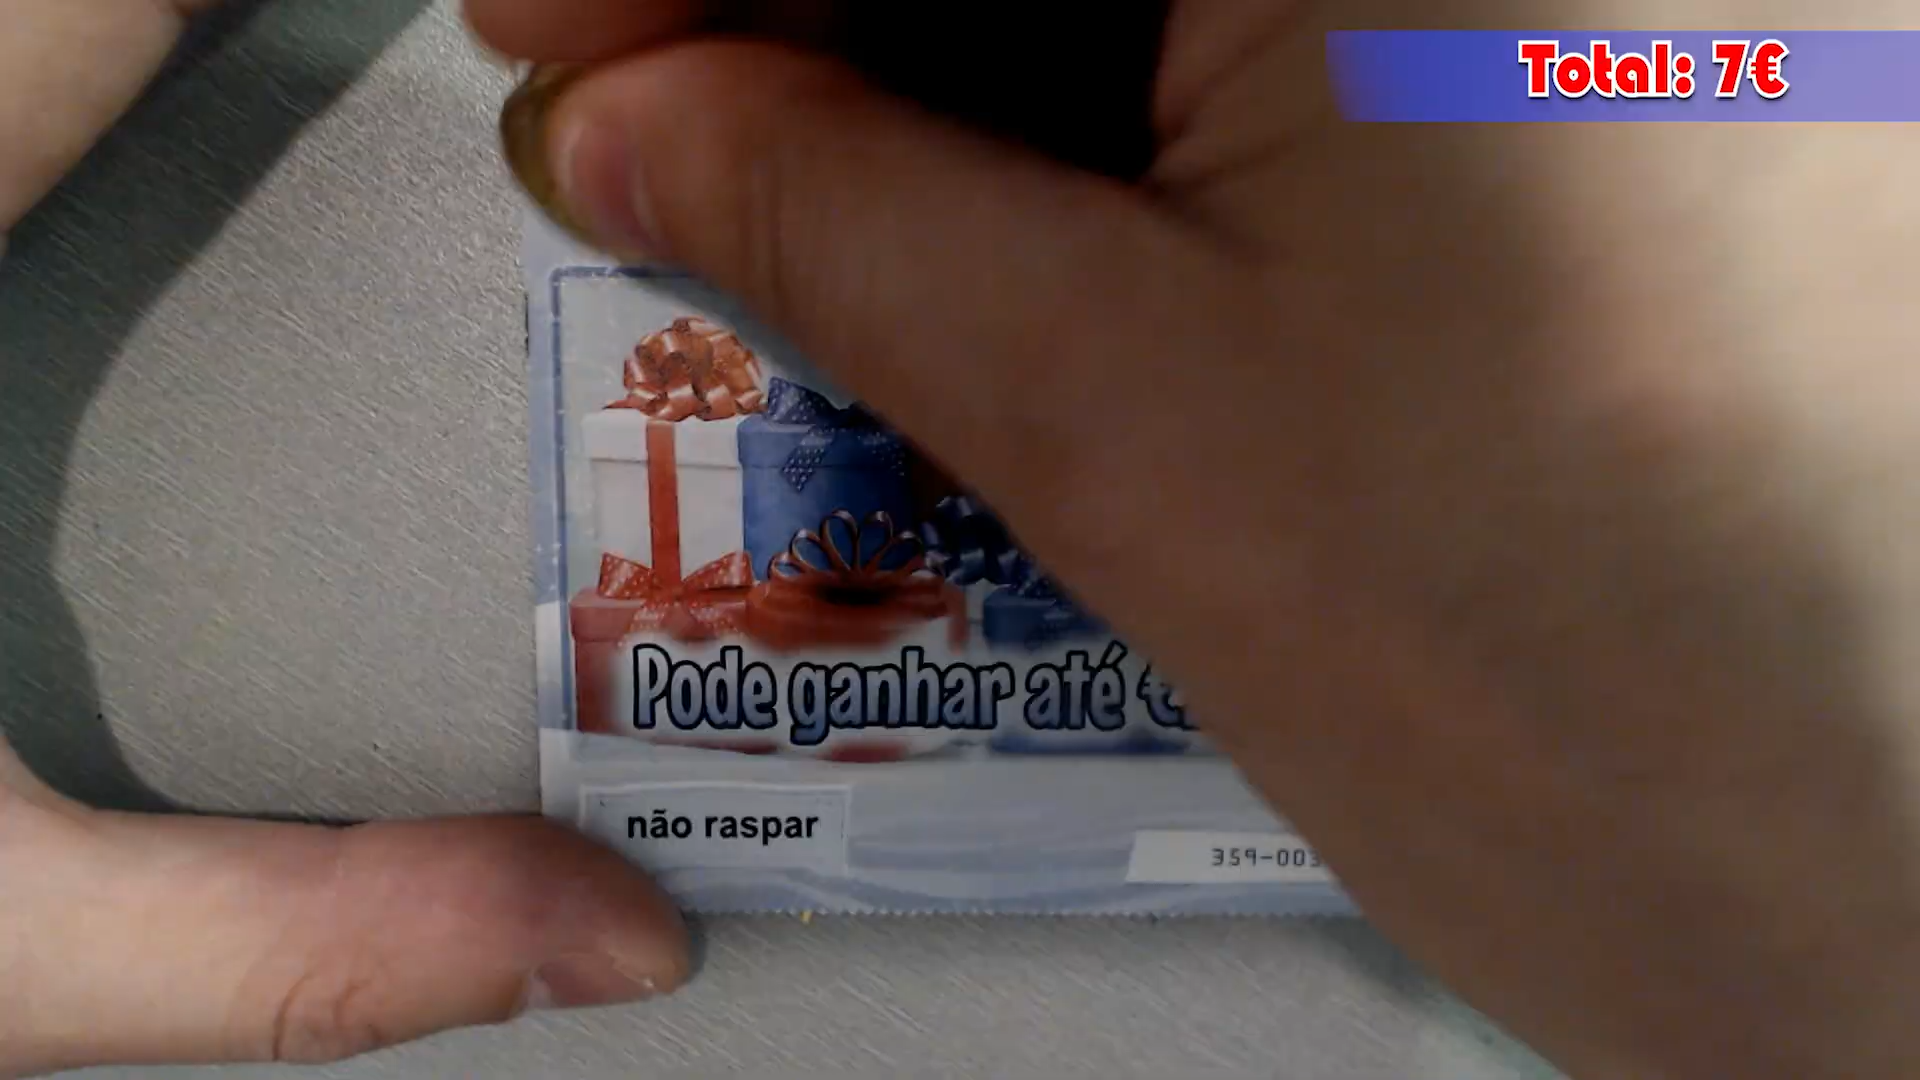 Total: 7€
Pode ganhar até
não raspar
359-003